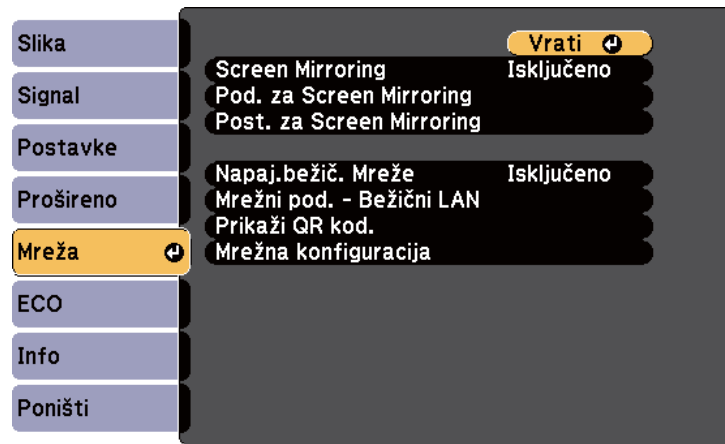 Slika
Signal
Postavke
Prošireno
Mreža
ECO
Info
Poništi
Vrati
Screen Mirroring Isključeno
Pod. za Screen Mirroring
Post. za Screen Mirroring
Napaj.bežič. Mreže Isključeno
Mrežni pod. - Bežični LAN
Prikaži QR kod.
Mrežna konfiguracija